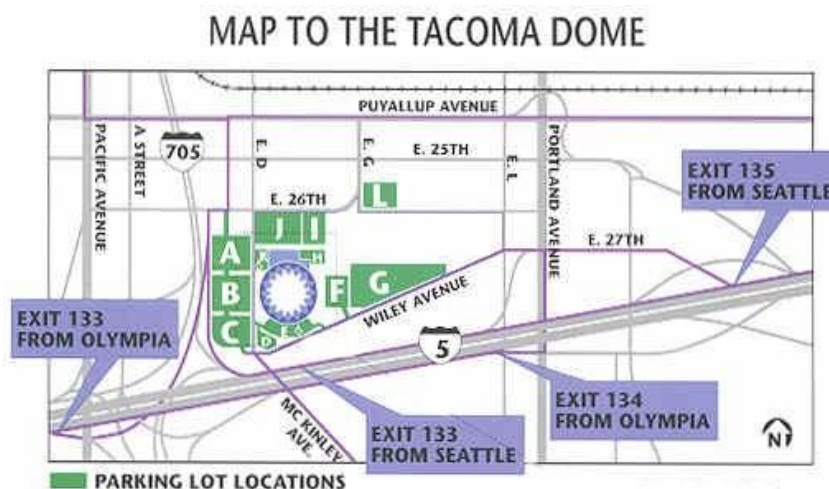 MAP TO THE TACOMA DOME
PUYALLUP AVENUE
PACIFIC AVENUE
A STREET
705
E. D
E. G
E. 25TH
E. L
PORTLAND AVENUE
EXIT 135
FROM SEATTLE
L
E. 26TH
J
I
E. 27TH
A
K
H
B
F
G
WILEY AVENUE
C
D
E
EXIT 133
FROM OLYMPIA
5
MC KINLEY
AVE.
EXIT 133
FROM SEATTLE
EXIT 134
FROM OLYMPIA
N
PARKING LOT LOCATIONS